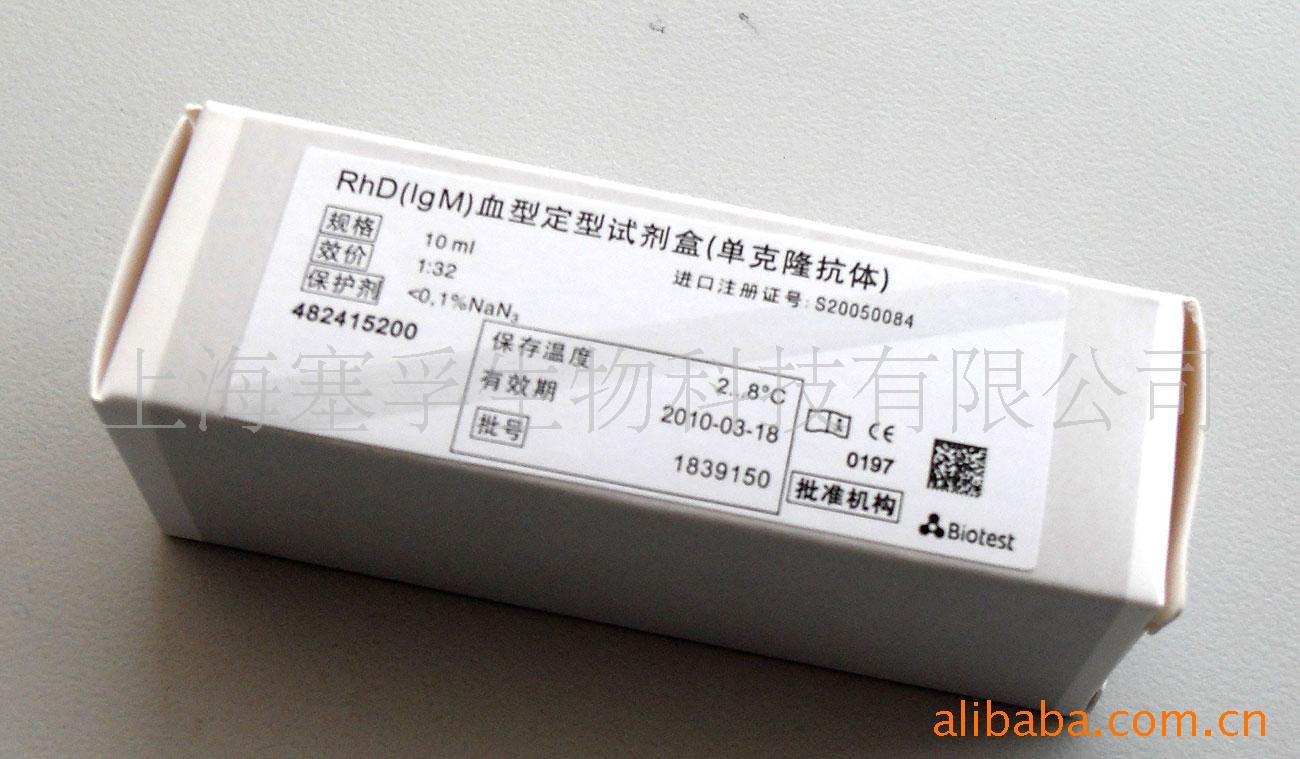 RhD(IgM)血型定型试剂盒(单克隆抗体)
规格 10 ml
效价 1:32
保护剂 <0,1%NaN₃
进口注册证号: S20050084
482415200
保存温度 2...8°C
有效期 2010-03-18
批号 1839150
CE
0197
批准机构
Biotest
上海塞孚生物科技有限公司
alibaba.com.cn